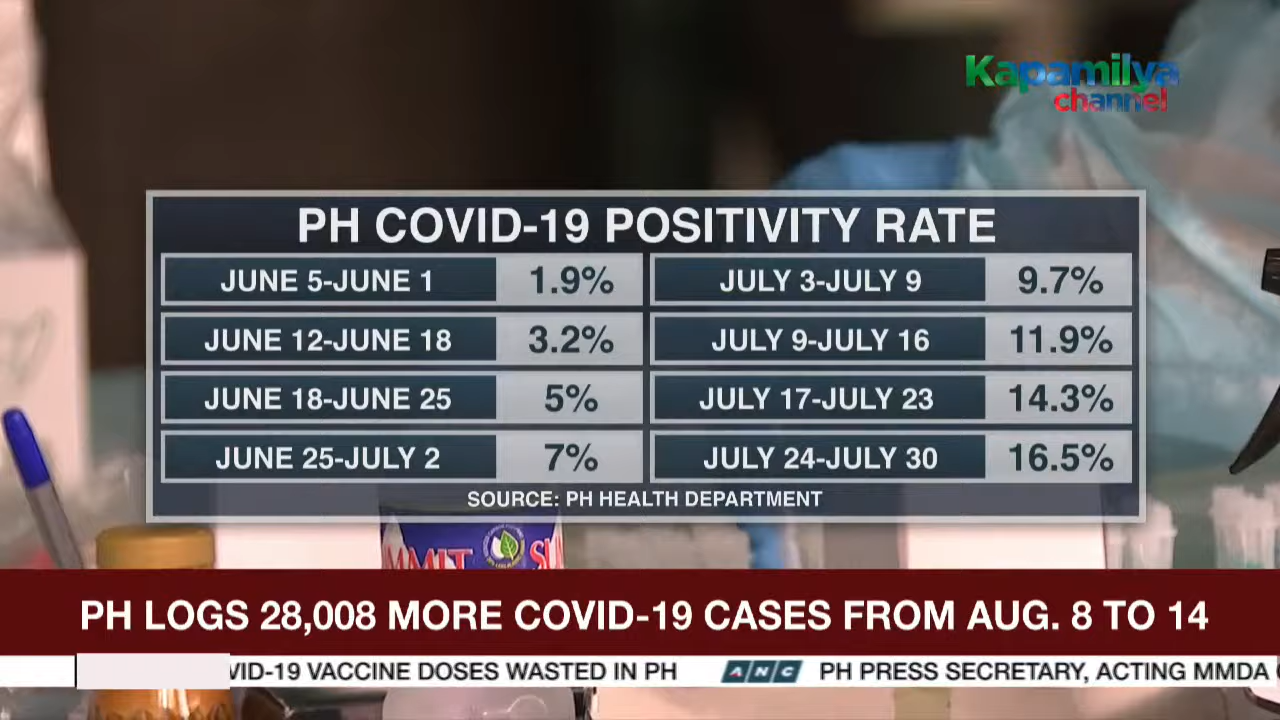 Kapamilya
channel
PH COVID-19 POSITIVITY RATE
JUNE 5-JUNE 1 1.9% JULY 3-JULY 9 9.7%
JUNE 12-JUNE 18 3.2% JULY 9-JULY 16 11.9%
JUNE 18-JUNE 25 5% JULY 17-JULY 23 14.3%
JUNE 25-JULY 2 7% JULY 24-JULY 30 16.5%
SOURCE: PH HEALTH DEPARTMENT
MMIT SU
PH LOGS 28,008 MORE COVID-19 CASES FROM AUG. 8 TO 14
VID-19 VACCINE DOSES WASTED IN PH ANC PH PRESS SECRETARY, ACTING MMDA